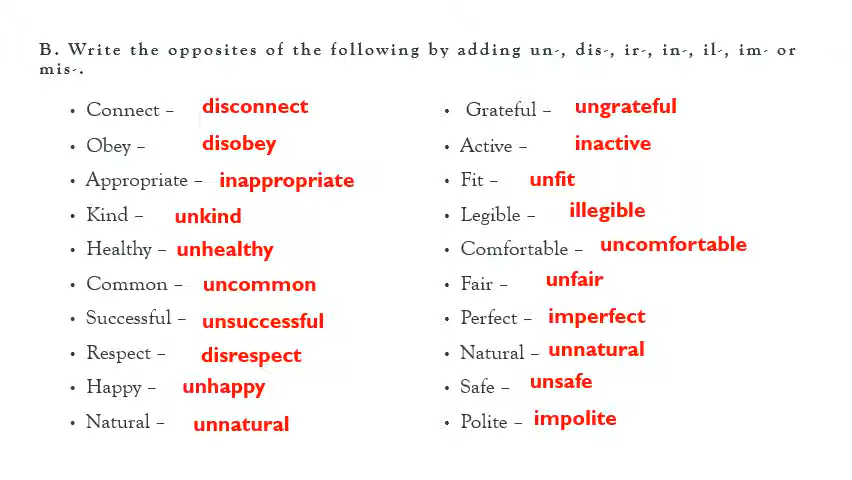 B. Write the opposites of the following by adding un-, dis-, ir-, in-, il-, im- or
mis-.
• Connect – disconnect
• Obey – disobey
• Appropriate – inappropriate
• Kind – unkind
• Healthy – unhealthy
• Common – uncommon
• Successful – unsuccessful
• Respect – disrespect
• Happy – unhappy
• Natural – unnatural
• Grateful – ungrateful
• Active – inactive
• Fit – unfit
• Legible – illegible
• Comfortable – uncomfortable
• Fair – unfair
• Perfect – imperfect
• Natural – unnatural
• Safe – unsafe
• Polite – impolite